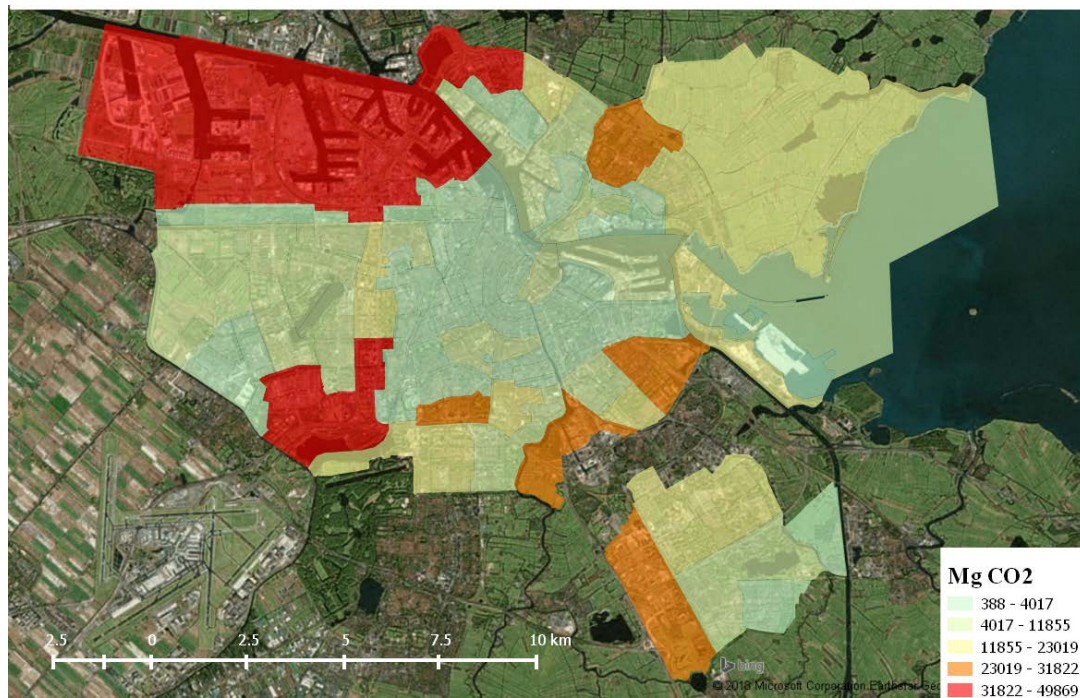 Mg CO2
388 - 4017
4017 - 11855
11855 - 23019
23019 - 31822
31822 - 49869
2.5 0 2.5 5 7.5 10 km
bing
© 2018 Microsoft Corporation Earthstar Geo